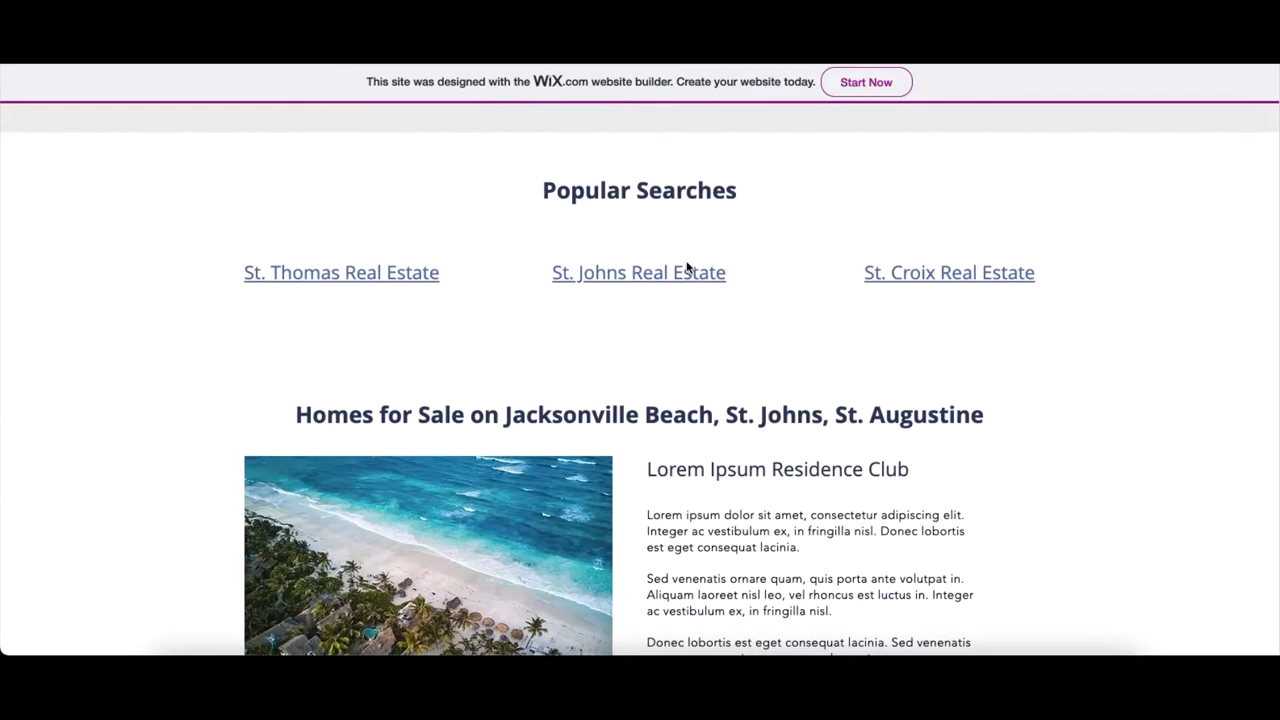 This site was designed with the WiX.com website builder. Create your website today. Start Now
Popular Searches
St. Thomas Real Estate St. Johns Real Estate St. Croix Real Estate
Homes for Sale on Jacksonville Beach, St. Johns, St. Augustine
Lorem Ipsum Residence Club
Lorem ipsum dolor sit amet, consectetur adipiscing elit.
Integer ac vestibulum ex, in fringilla nisl. Donec lobortis
est eget consequat lacinia.
Sed venenatis ornare quam, quis porta ante volutpat in.
Aliquam laoreet nisl leo, vel rhoncus est luctus in. Integer
ac vestibulum ex, in fringilla nisl.
Donec lobortis est eget consequat lacinia. Sed venenatis